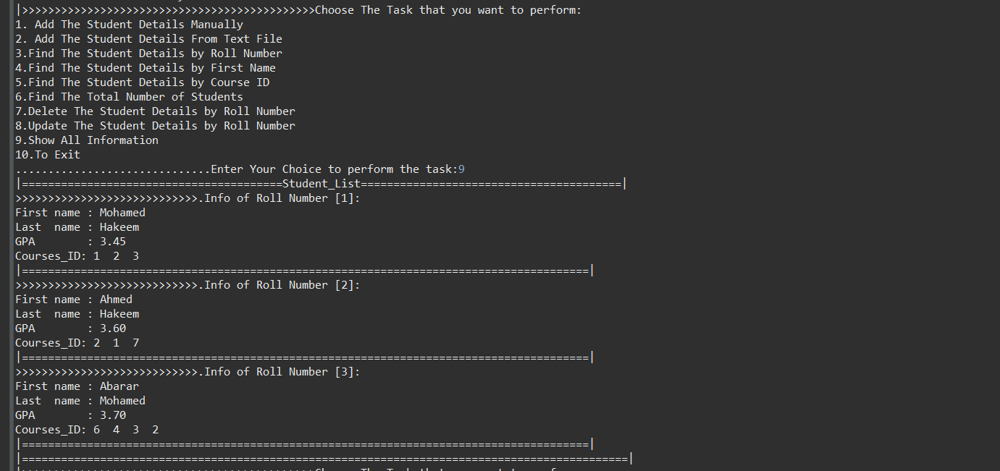 |>>>>>>>>>>>>>>>>>>>>>>>>>>>>>>>>>>>>>>>>>>>>>Choose The Task that you want to perform:
1. Add The Student Details Manually
2. Add The Student Details From Text File
3.Find The Student Details by Roll Number
4.Find The Student Details by First Name
5.Find The Student Details by Course ID
6.Find The Total Number of Students
7.Delete The Student Details by Roll Number
8.Update The Student Details by Roll Number
9.Show All Information
10.To Exit
..............................Enter Your Choice to perform the task:9
|========================================Student_List========================================|
>>>>>>>>>>>>>>>>>>>>>>>>>>>>.Info of Roll Number [1]:
First name : Mohamed
Last  name : Hakeem
GPA        : 3.45
Courses_ID: 1  2  3
|=======================================================================================|
>>>>>>>>>>>>>>>>>>>>>>>>>>>>.Info of Roll Number [2]:
First name : Ahmed
Last  name : Hakeem
GPA        : 3.60
Courses_ID: 2  1  7
|=======================================================================================|
>>>>>>>>>>>>>>>>>>>>>>>>>>>>.Info of Roll Number [3]:
First name : Abarar
Last  name : Mohamed
GPA        : 3.70
Courses_ID: 6  4  3  2
|=======================================================================================|
|=============================================================================================|